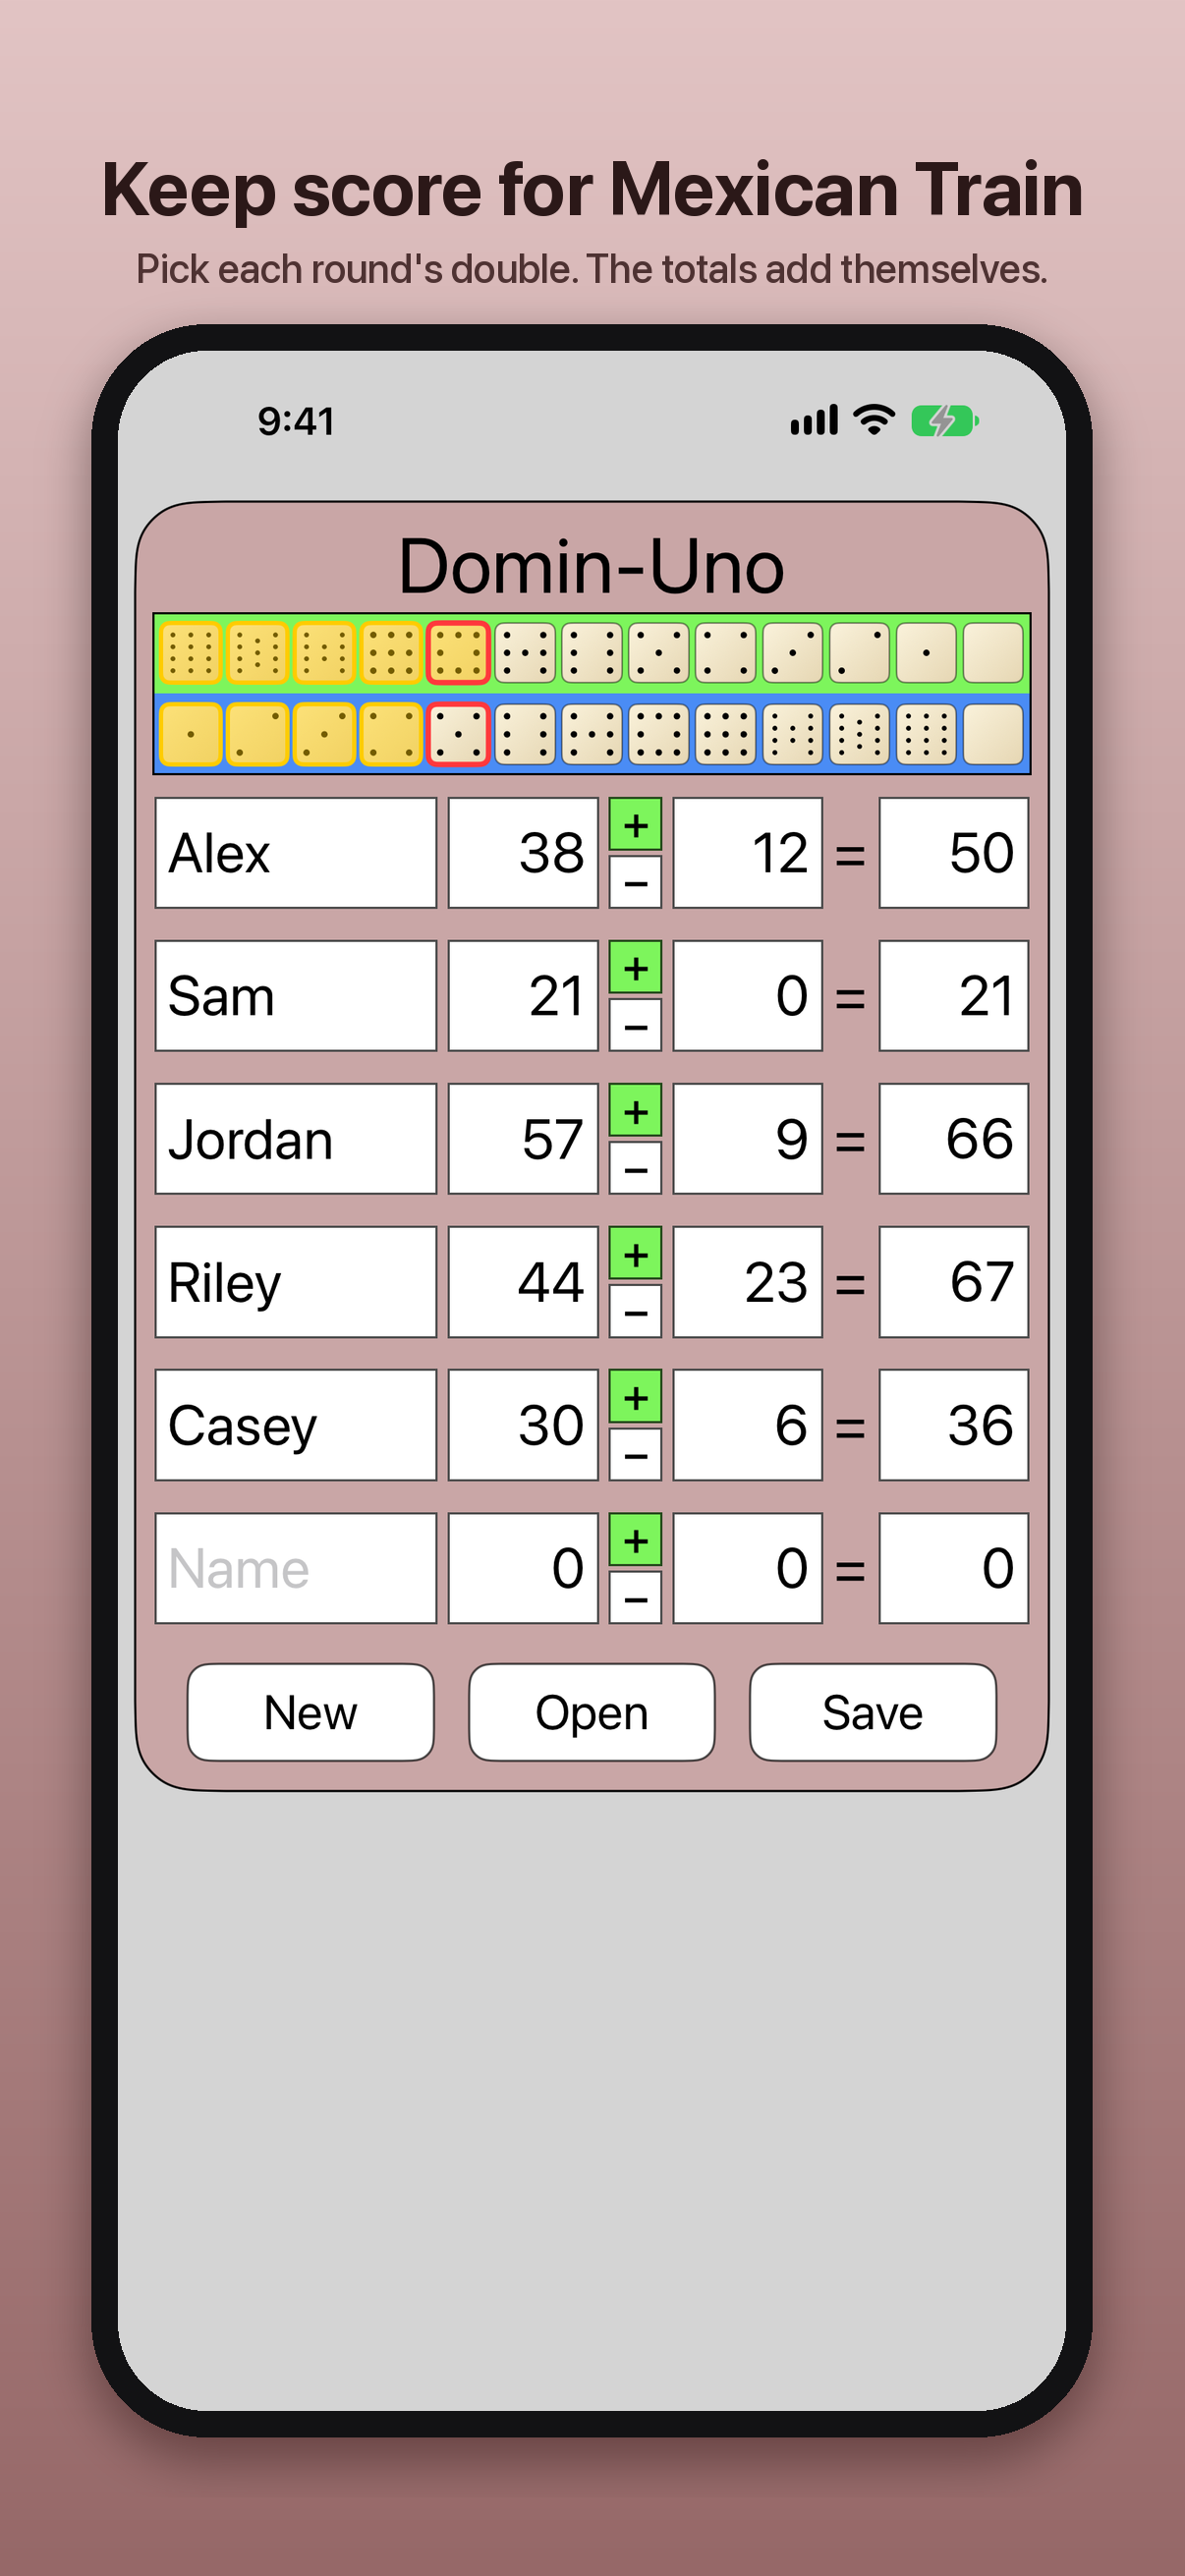 Keep score for Mexican Train
Pick each round's double. The totals add themselves.
9:41
Domin-Uno
Alex 38 + − 12 = 50
Sam 21 + − 0 = 21
Jordan 57 + − 9 = 66
Riley 44 + − 23 = 67
Casey 30 + − 6 = 36
Name 0 + − 0 = 0
New Open Save